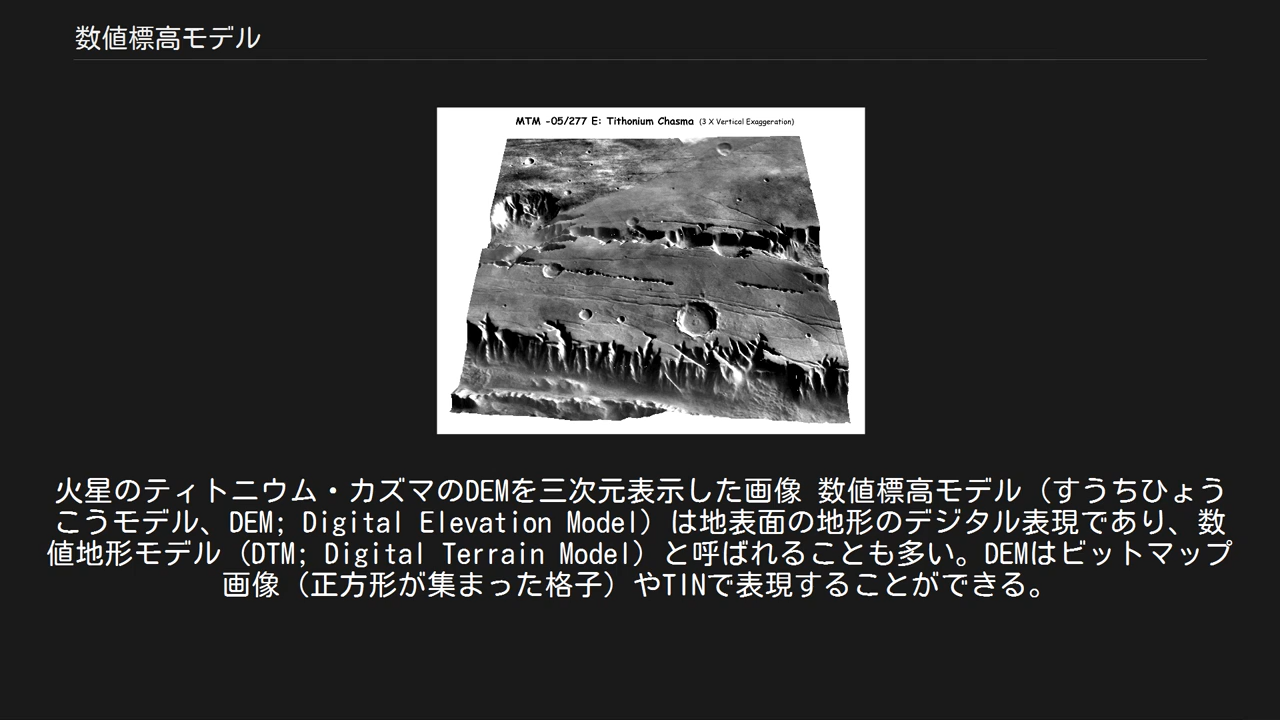 数値標高モデル
MTM -05/277 E: Tithonium Chasma (3 X Vertical Exaggeration)
火星のティトニウム・カズマのDEMを三次元表示した画像 数値標高モデル（すうちひょう
こうモデル、DEM; Digital Elevation Model）は地表面の地形のデジタル表現であり、数
値地形モデル（DTM; Digital Terrain Model）と呼ばれることも多い。DEMはビットマップ
画像（正方形が集まった格子）やTINで表現することができる。